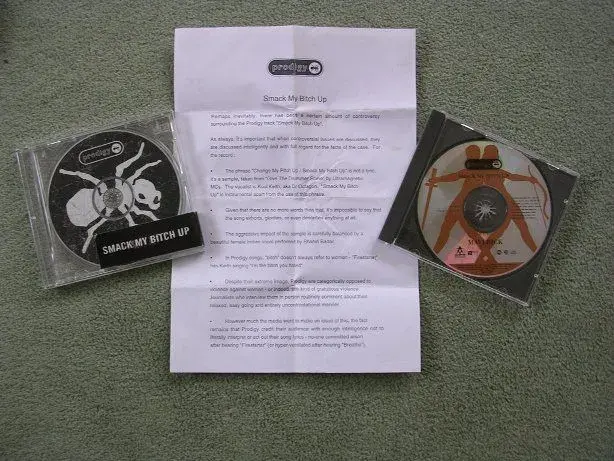 prodigy
Smack My Bitch Up
Perhaps inevitably, there has been a certain amount of controversy
surrounding the Prodigy track "Smack My Bitch Up".
As always, it's important that when controversial issues are discussed, they
are discussed intelligently and with full regard for the facts of the case. For
the record:
• The phrase "Change My Pitch Up / Smack My Bitch Up" is not a lyric,
it's a sample, taken from "Give The Drummer Some" by Ultramagnetic
MCs. The vocalist is Kool Keith, aka Dr Octagon. "Smack My Bitch
Up" is instrumental apart from the use of this phrase.
• Given that there are no more words than that, it's impossible to say that
the song extorts, glorifies, or even describes anything at all.
• The aggressive impact of the sample is carefully balanced by a
beautiful female Indian vocal performed by Shahin Badar.
• In Prodigy songs, "bitch" doesn't always refer to women - "Firestarter"
has Keith singing "I'm the bitch you hated".
• Despite their extreme image, Prodigy are categorically opposed to
violence against women - or indeed, any kind of gratuitous violence.
Journalists who interview them in person routinely comment about their
relaxed, easy going and entirely unconfrontational manner.
• However much the media want to make an issue of this, the fact
remains that Prodigy credit their audience with enough intelligence not to
literally interpret or act out their song lyrics - no-one committed arson
after hearing "Firestarter" (or hyper-ventilated after hearing "Breathe").
prodigy
SMACK MY BITCH UP
SMACK MY BITCH UP
MAVERICK